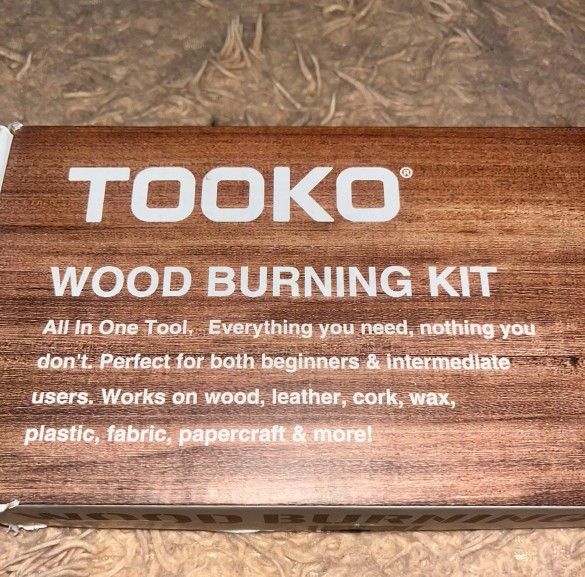 TOOKO®
WOOD BURNING KIT
All In One Tool, Everything you need, nothing you
don't. Perfect for both beginners & intermediate
users. Works on wood, leather, cork, wax,
plastic, fabric, papercraft & more!
WOOD BURNING